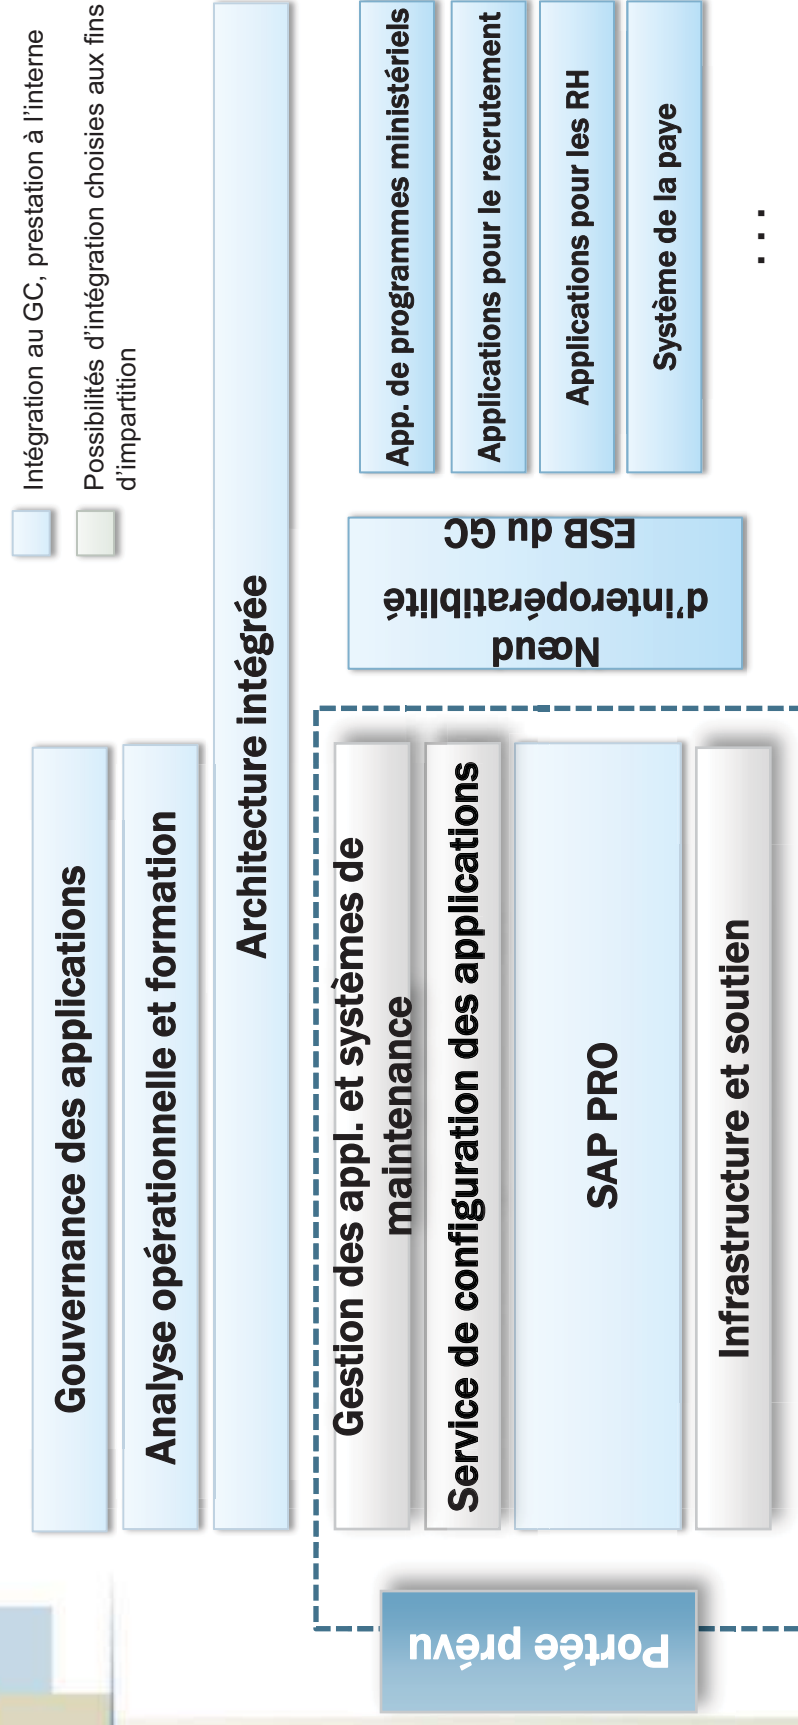 Intégration au GC, prestation à l'interne
Possibilités d'intégration choisies aux fins
d'impartition
Gouvernance des applications
Analyse opérationnelle et formation
Architecture intégrée
Portée prévu
Gestion des appl. et systèmes de
maintenance
Service de configuration des applications
SAP PRO
Infrastructure et soutien
Nœud
d'interopératiblité
ESB du GC
App. de programmes ministériels
Applications pour le recrutement
Applications pour les RH
Système de la paye
...